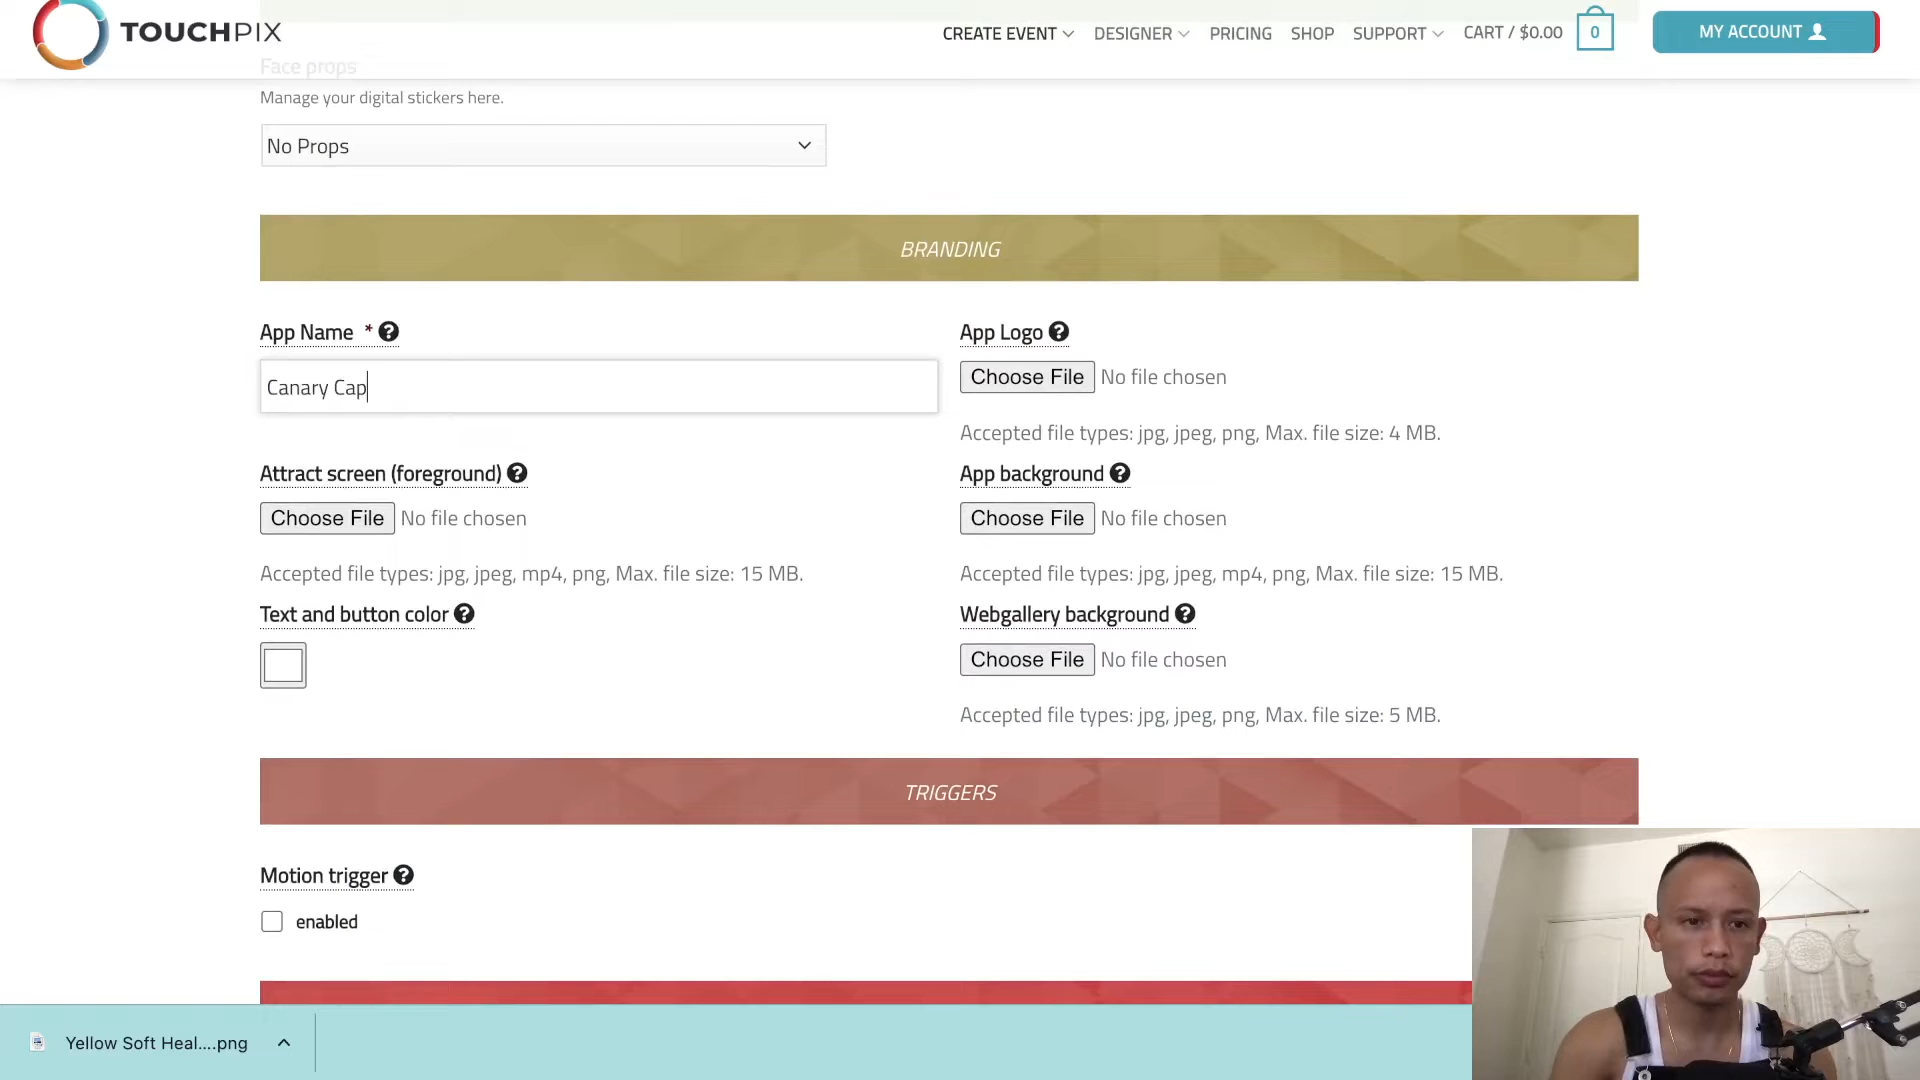 TOUCHPIX
CREATE EVENT
DESIGNER
PRICING
SHOP
SUPPORT
CART / $0.00
0
MY ACCOUNT
Face props
Manage your digital stickers here.
No Props
BRANDING
App Name * ?
App Logo ?
Canary Cap
Choose File No file chosen
Accepted file types: jpg, jpeg, png, Max. file size: 4 MB.
Attract screen (foreground) ?
App background ?
Choose File No file chosen
Choose File No file chosen
Accepted file types: jpg, jpeg, mp4, png, Max. file size: 15 MB.
Accepted file types: jpg, jpeg, mp4, png, Max. file size: 15 MB.
Text and button color ?
Webgallery background ?
Choose File No file chosen
Accepted file types: jpg, jpeg, png, Max. file size: 5 MB.
TRIGGERS
Motion trigger ?
enabled
Yellow Soft Heal....png